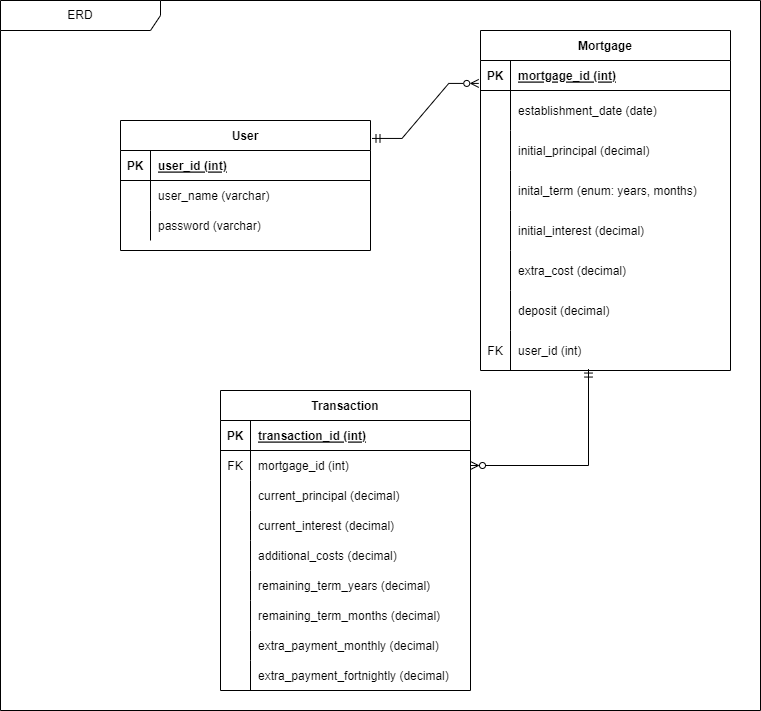 ERD
Mortgage
PK mortgage_id (int)
establishment_date (date)
initial_principal (decimal)
inital_term (enum: years, months)
initial_interest (decimal)
extra_cost (decimal)
deposit (decimal)
FK user_id (int)
User
PK user_id (int)
user_name (varchar)
password (varchar)
Transaction
PK transaction_id (int)
FK mortgage_id (int)
current_principal (decimal)
current_interest (decimal)
additional_costs (decimal)
remaining_term_years (decimal)
remaining_term_months (decimal)
extra_payment_monthly (decimal)
extra_payment_fortnightly (decimal)